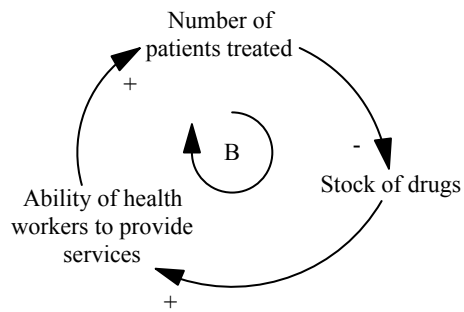 Number of
patients treated
+
-
B
Stock of drugs
Ability of health
workers to provide
services
+